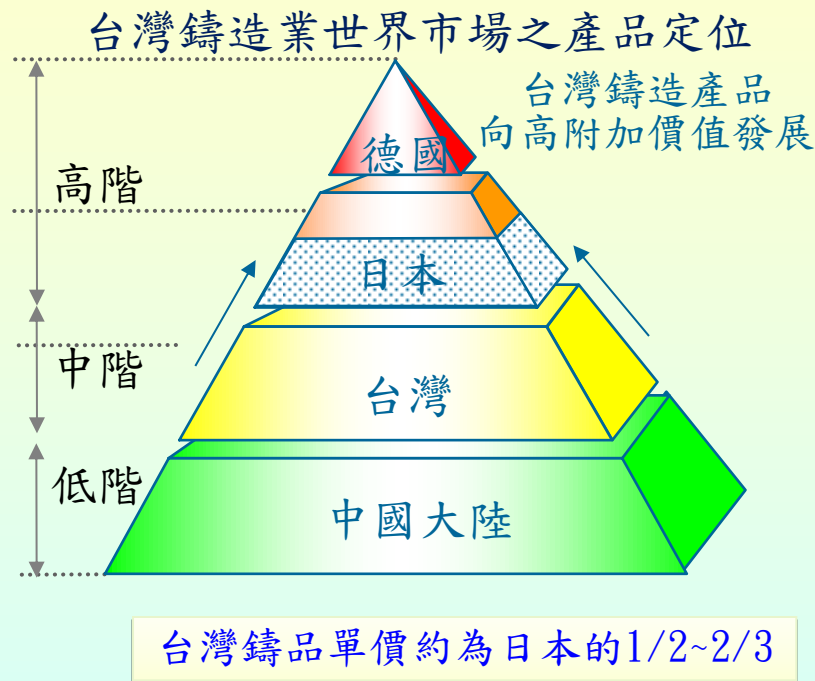 台灣鑄造業世界市場之產品定位
台灣鑄造產品
向高附加價值發展
德國
高階
日本
中階
台灣
低階
中國大陸
台灣鑄品單價約為日本的1/2~2/3